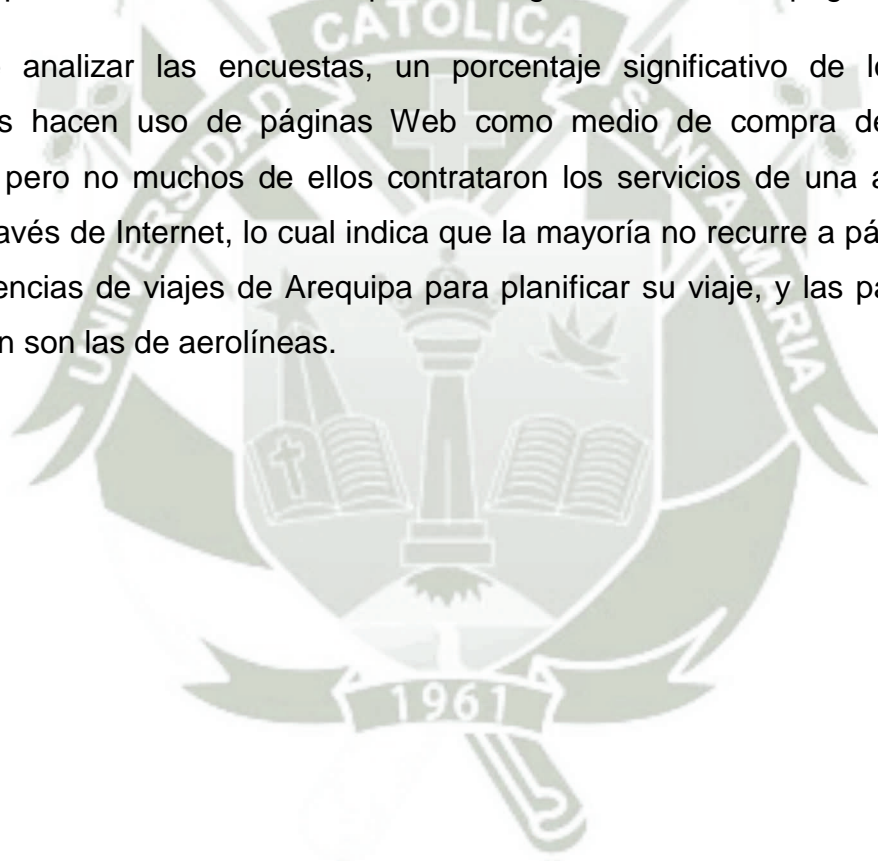 analizar las encuestas, un porcentaje significativo de lo
s hacen uso de páginas Web como medio de compra de
pero no muchos de ellos contrataron los servicios de una a
avés de Internet, lo cual indica que la mayoría no recurre a pá
encias de viajes de Arequipa para planificar su viaje, y las pa
n son las de aerolíneas.
UNIVERSIDAD CATOLICA SANTA MARIA
1961